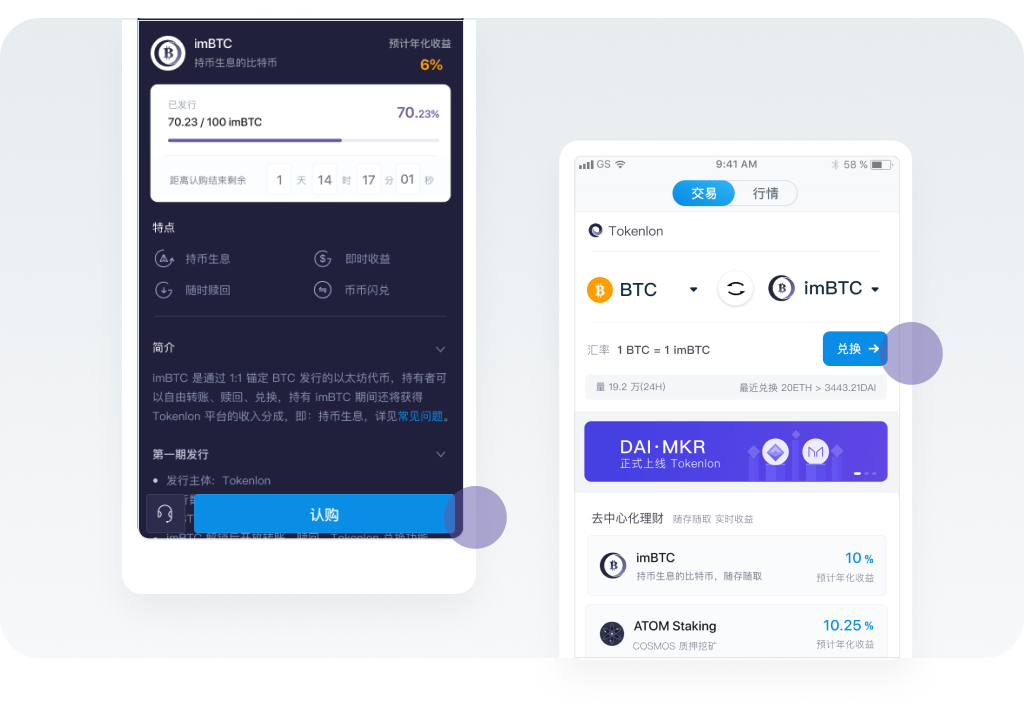 imBTC
预计年化收益
持币生息的比特币
6%
已发行
70.23 / 100 imBTC
70.23%
距离认购结束剩余 1 天 14 时 17 分 01 秒
特点
持币生息
即时收益
随时赎回
币币闪兑
简介
imBTC 是通过 1:1 锚定 BTC 发行的以太坊代币，持有者可
以自由转账、赎回、兑换，持有 imBTC 期间还将获得
Tokenlon 平台的收入分成，即：持币生息，详见常见问题。
第一期发行
• 发行主体：Tokenlon
认购
GS
9:41 AM
58 %
交易
行情
Tokenlon
BTC
imBTC
汇率 1 BTC = 1 imBTC
兑换
量 19.2 万(24H)
最近兑换 20ETH > 3443.21DAI
DAI·MKR
正式上线 Tokenlon
去中心化理财 随存随取 实时收益
imBTC
10 %
持币生息的比特币，随存随取
预计年化收益
ATOM Staking
10.25 %
COSMOS 质押挖矿
预计年化收益